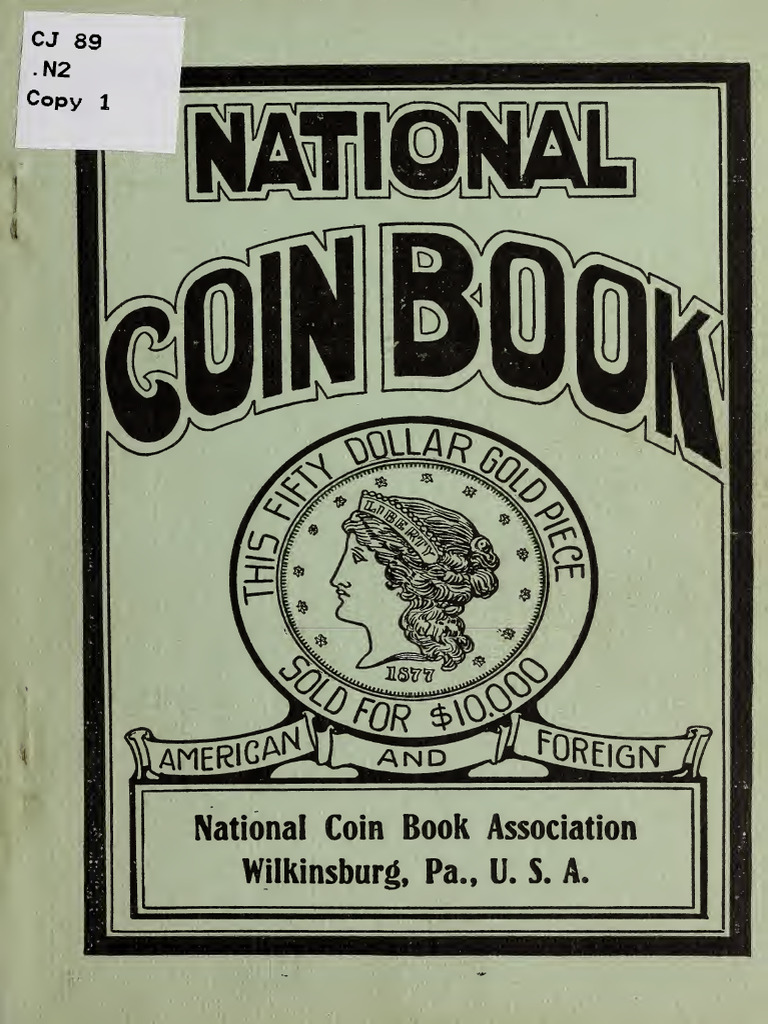 CJ 89
.N2
Copy 1
NATIONAL
COIN BOOK
THIS FIFTY DOLLAR GOLD PIECE
LIBERTY
1877
SOLD FOR $10.000
AMERICAN AND FOREIGN
National Coin Book Association
Wilkinsburg, Pa., U. S. A.